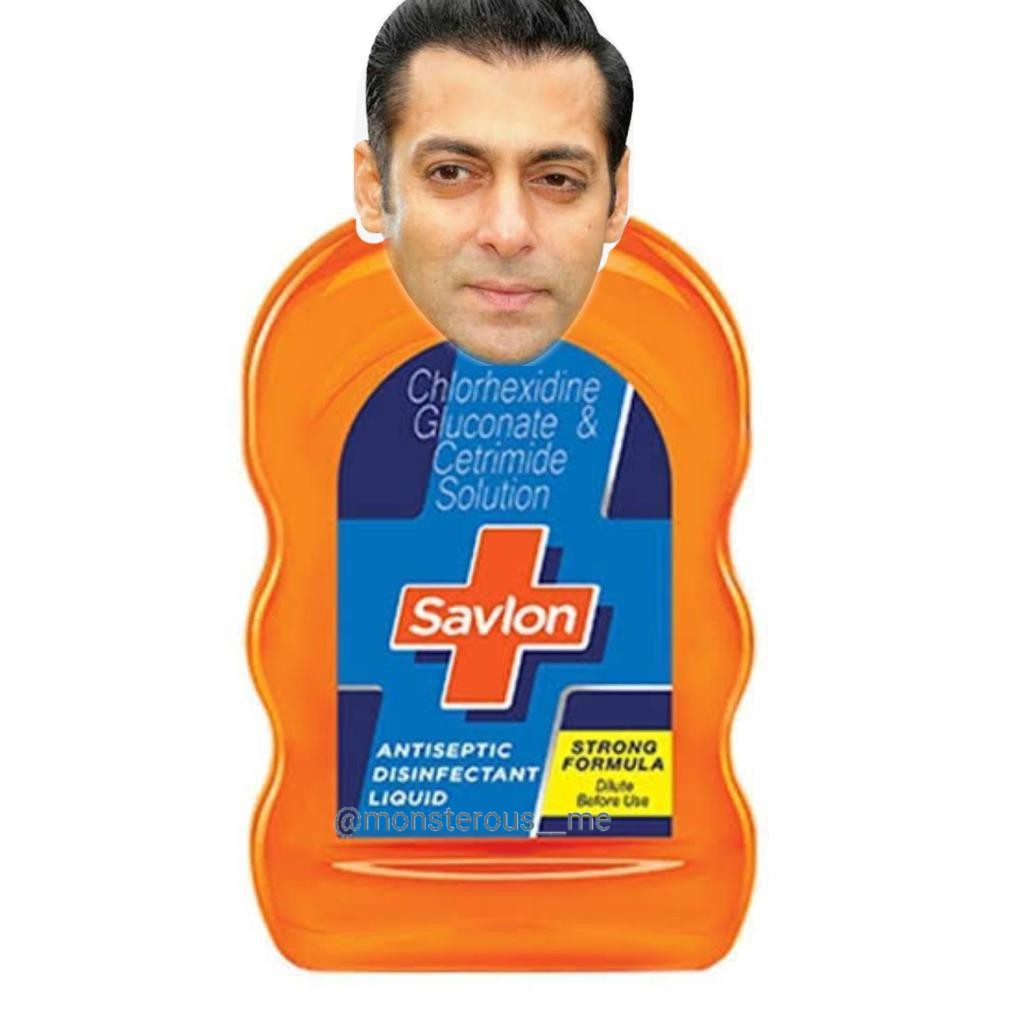 Chlorhexidine
Gluconate &
Cetrimide
Solution
Savlon
ANTISEPTIC
DISINFECTANT
LIQUID
STRONG
FORMULA
Dilute
Before Use
@monsterous__me